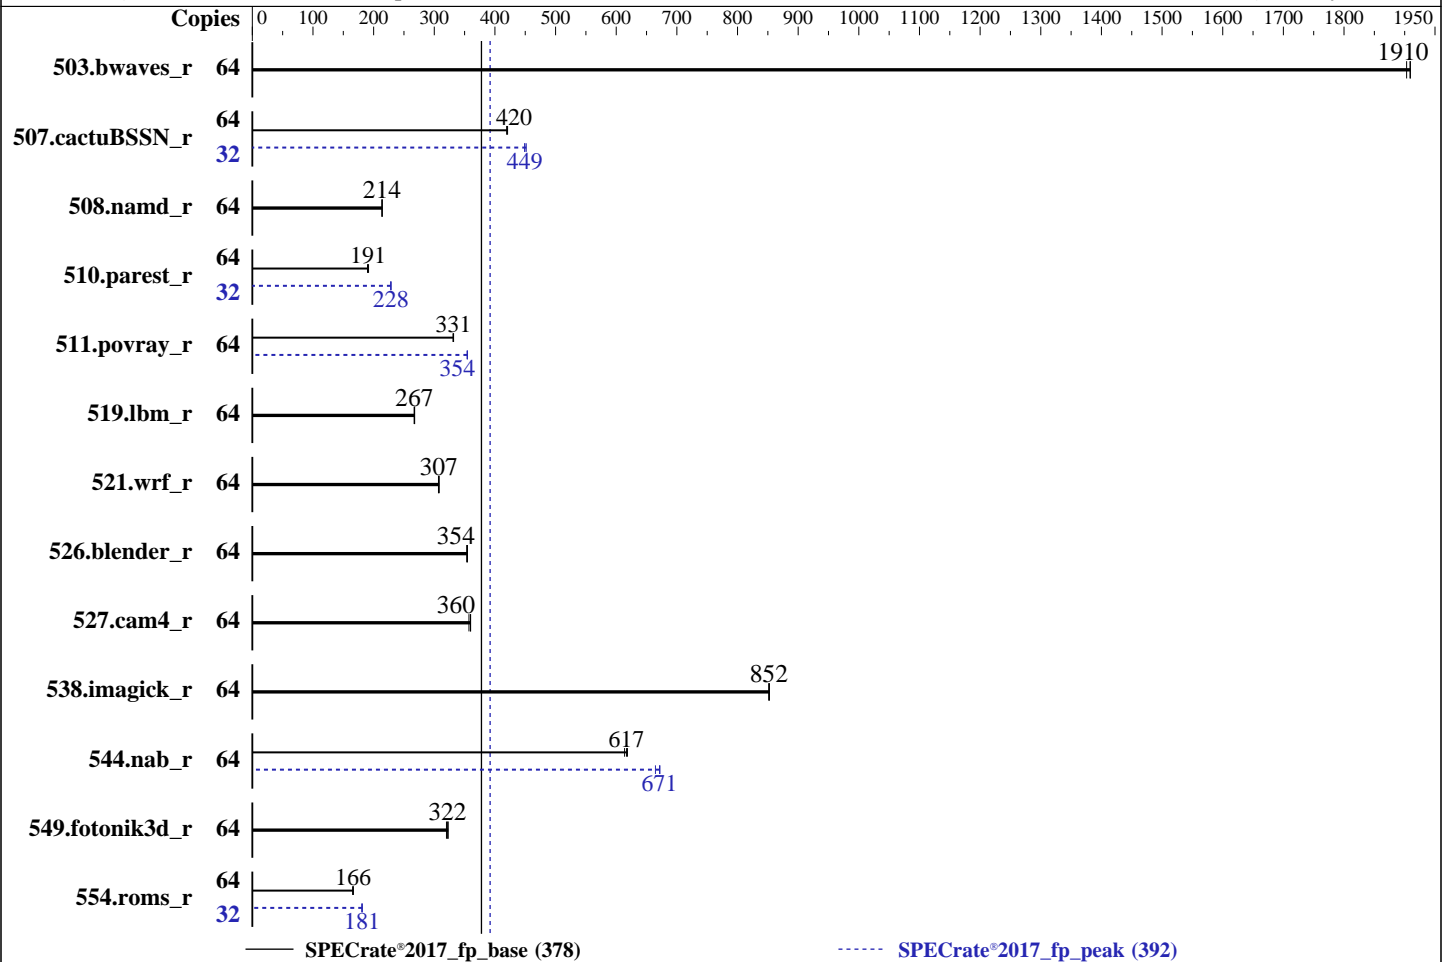 Copies 0 100 200 300 400 500 600 700 800 900 1000 1100 1200 1300 1400 1500 1600 1700 1800 1950
503.bwaves_r 64 1910
507.cactuBSSN_r 64 420
32 449
508.namd_r 64 214
510.parest_r 64 191
32 228
511.povray_r 64 331
354
519.lbm_r 64 267
521.wrf_r 64 307
526.blender_r 64 354
527.cam4_r 64 360
538.imagick_r 64 852
544.nab_r 64 617
671
549.fotonik3d_r 64 322
554.roms_r 64 166
32 181
SPECrate®2017_fp_base (378) SPECrate®2017_fp_peak (392)